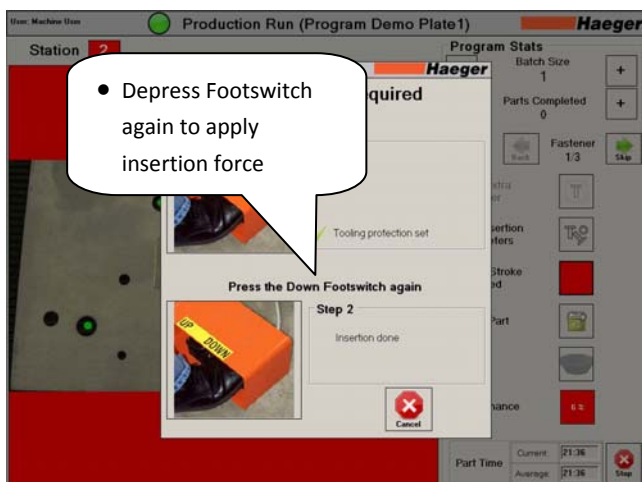 User: Machine User
Production Run (Program Demo Plate1)
Haeger
Station 2
Program Stats
Batch Size
1
+
Parts Completed
0
+
Back
Fastener
1/3
Skip
Haeger
quired
• Depress Footswitch
again to apply
insertion force
Tooling protection set
Press the Down Footswitch again
UP DOWN
Step 2
Insertion done
Cancel
Part
Part Time
Current: 21:36
Average: 21:36
Stop